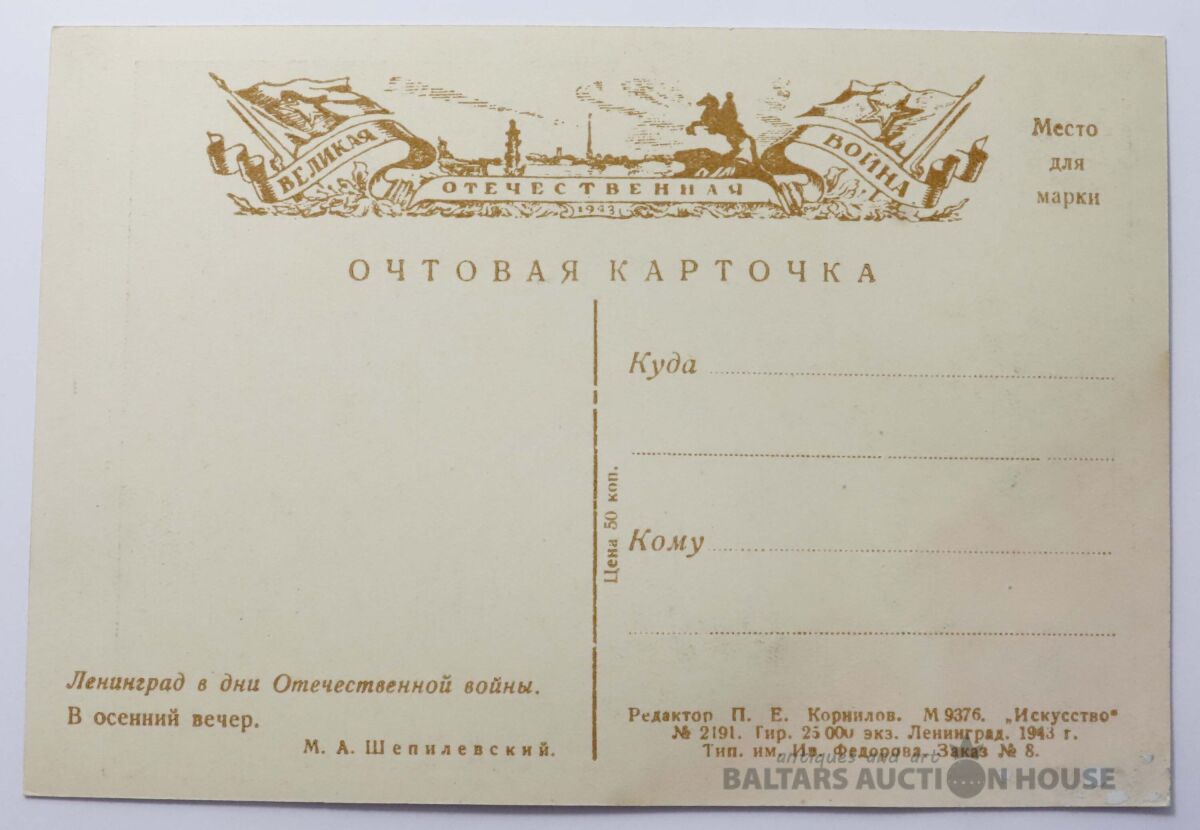 ВЕЛИКАЯ
ОТЕЧЕСТВЕННАЯ
ВОЙНА
1943
Место
для
марки
ОЧТОВАЯ КАРТОЧКА
Куда
Кому
Цена 50 коп.
Ленинград в дни Отечественной войны.
В осенний вечер.
М. А. Шепилевский.
Редактор П. Е. Корнилов. М 9376. „Искусство“
№ 2191. Тир. 25 000 экз. Ленинград. 1943 г.
Тип. им. Ив. Федорова. Заказ № 8.
antiques and art
BALTARS AUCTION HOUSE